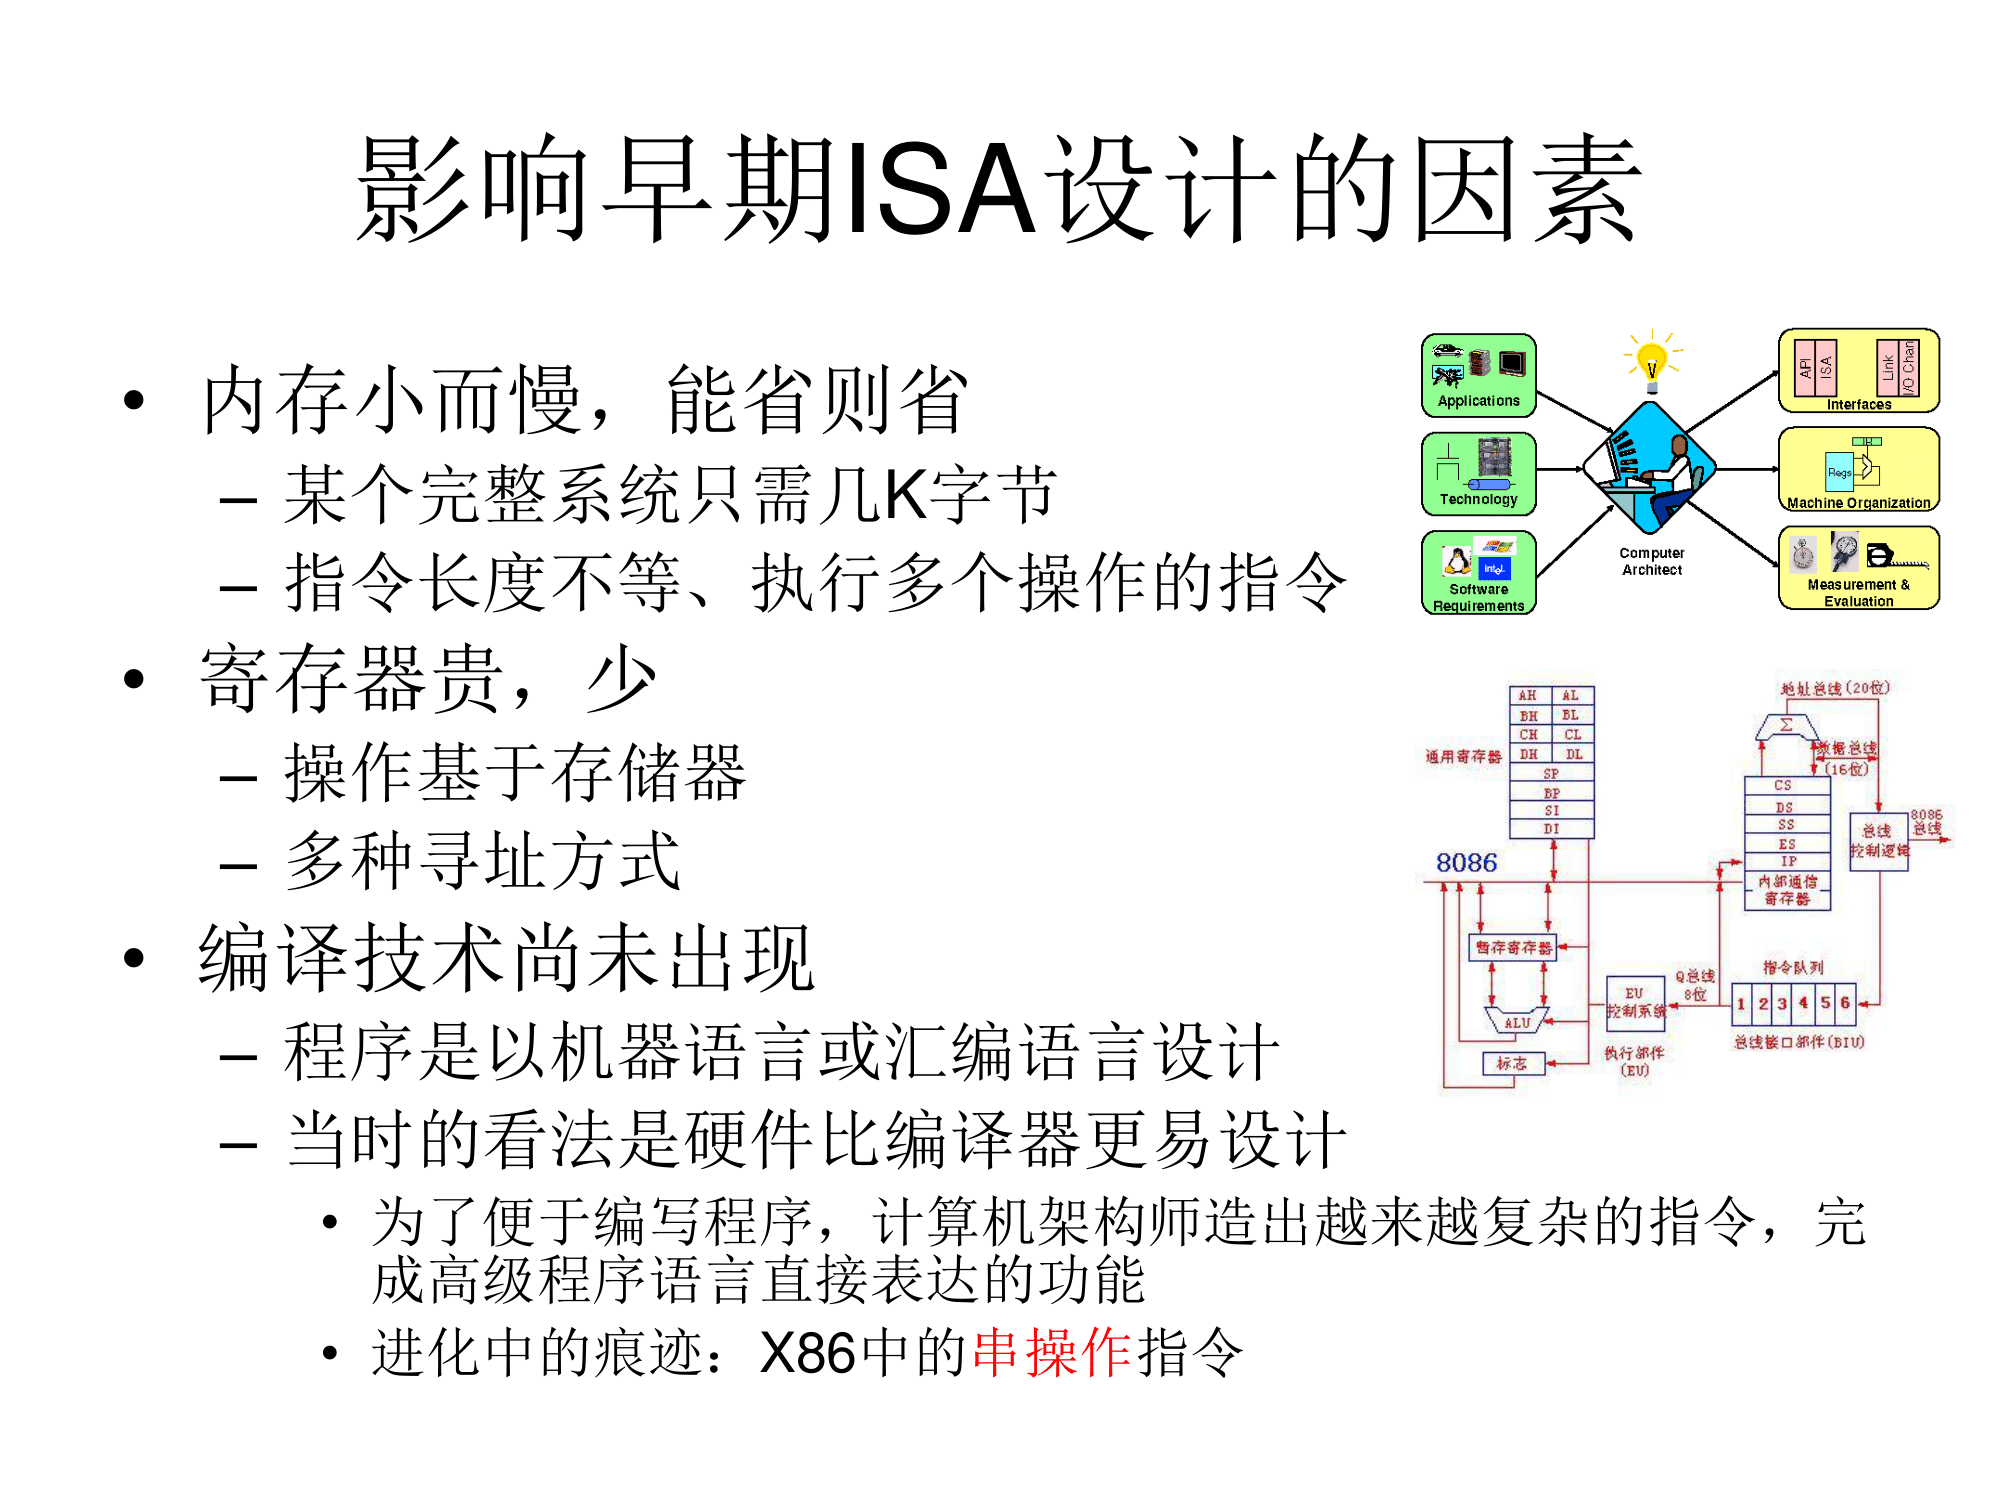 影响早期ISA设计的因素
• 内存小而慢，能省则省
– 某个完整系统只需几K字节
– 指令长度不等、执行多个操作的指令
• 寄存器贵，少
– 操作基于存储器
– 多种寻址方式
• 编译技术尚未出现
– 程序是以机器语言或汇编语言设计
– 当时的看法是硬件比编译器更易设计
• 为了便于编写程序，计算机架构师造出越来越复杂的指令，完
成高级程序语言直接表达的功能
• 进化中的痕迹：X86中的串操作指令
Applications
Technology
intel
Software
Requirements
Computer
Architect
API
ISA
Link
I/O Chan
Interfaces
IR
Regs
Machine Organization
Measurement &
Evaluation
AH AL
BH BL
CH CL
DH DL
SP
BP
SI
DI
通用寄存器
8086
暂存寄存器
ALU
标志
EU
控制系统
执行部件
(EU)
Q总线
8位
地址总线(20位)
Σ
数据总线
(16位)
CS
DS
SS
ES
IP
内部通信
寄存器
总线
控制逻辑
8086
总线
指令队列
1 2 3 4 5 6
总线接口部件(BIU)